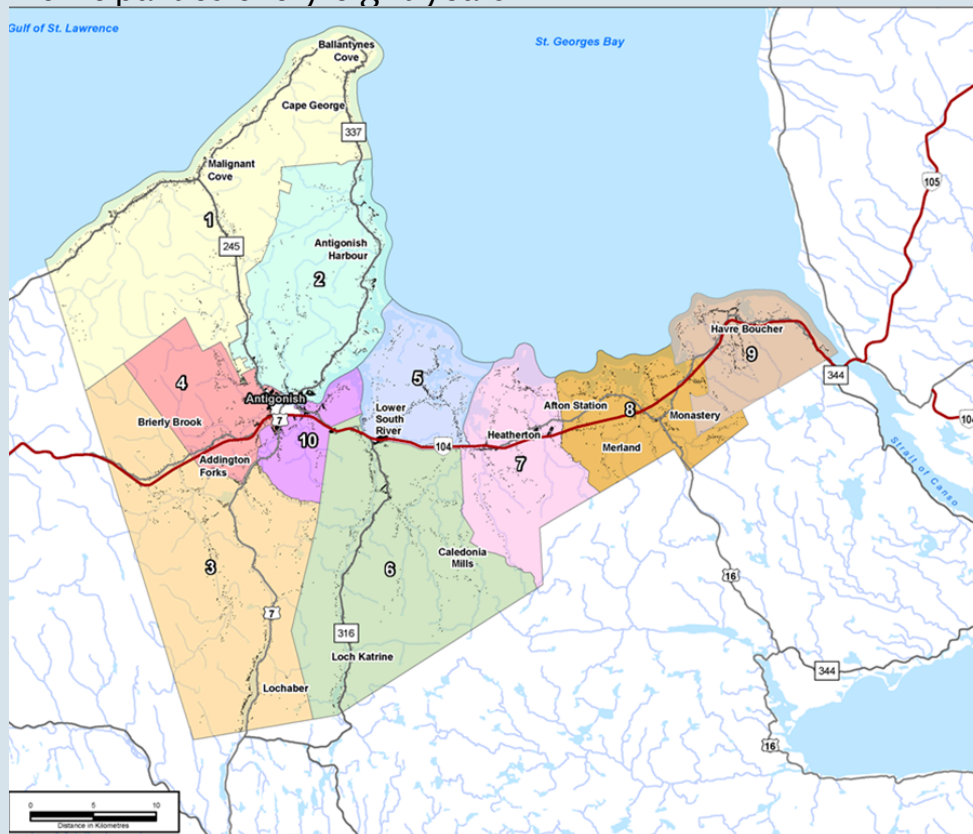 Gulf of St. Lawrence
St. Georges Bay
Ballantynes
Cove
Cape George
337
Malignant
Cove
105
1
245
Antigonish
Harbour
2
Havre Boucher
9
344
4
5
Antigonish
7
Brierly Brook
Lower
South
River
Afton Station
8
Monastery
104
10
Heatherton
104
Merland
Addington
Forks
7
Strait of Canso
3
6
Caledonia
Mills
16
7
316
Loch Katrine
344
Lochaber
16
0 5 10
Distance in Kilometres